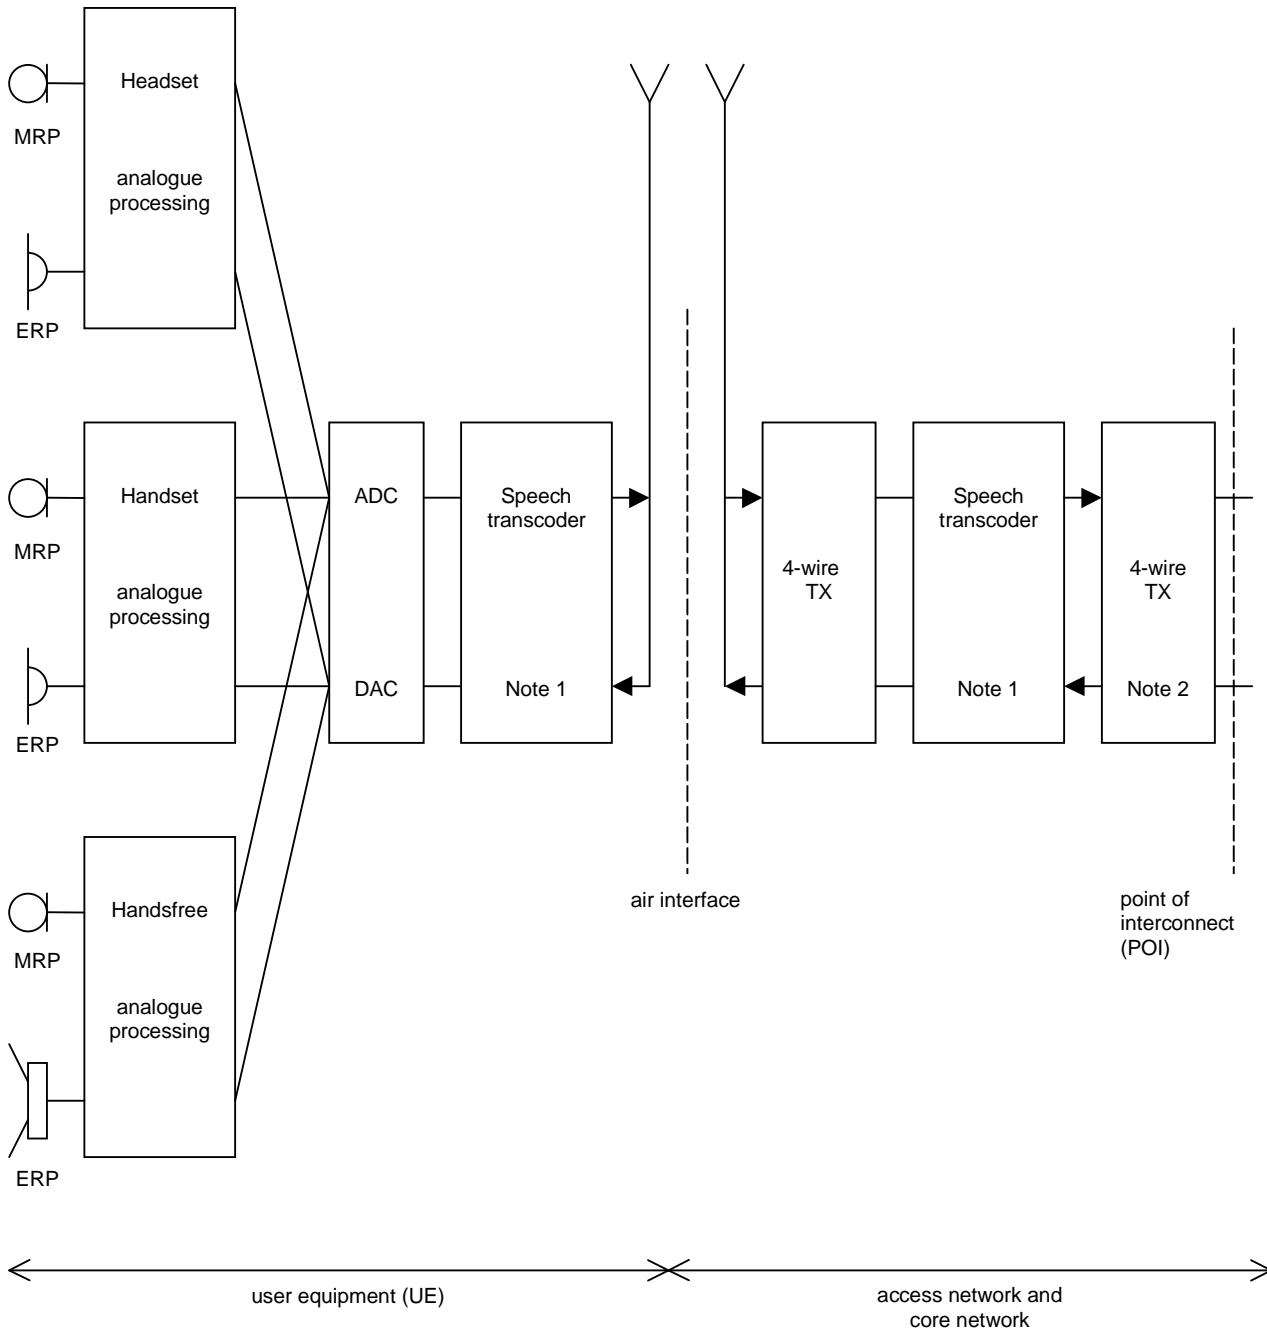 Headset
MRP
analogue
processing
ERP
Handset
MRP
analogue
processing
ERP
Handsfree
MRP
analogue
processing
ERP
ADC
DAC
Speech
transcoder
Note 1
air interface
4-wire
TX
Speech
transcoder
Note 1
4-wire
TX
Note 2
point of
interconnect
(POI)
user equipment (UE)
access network and
core network